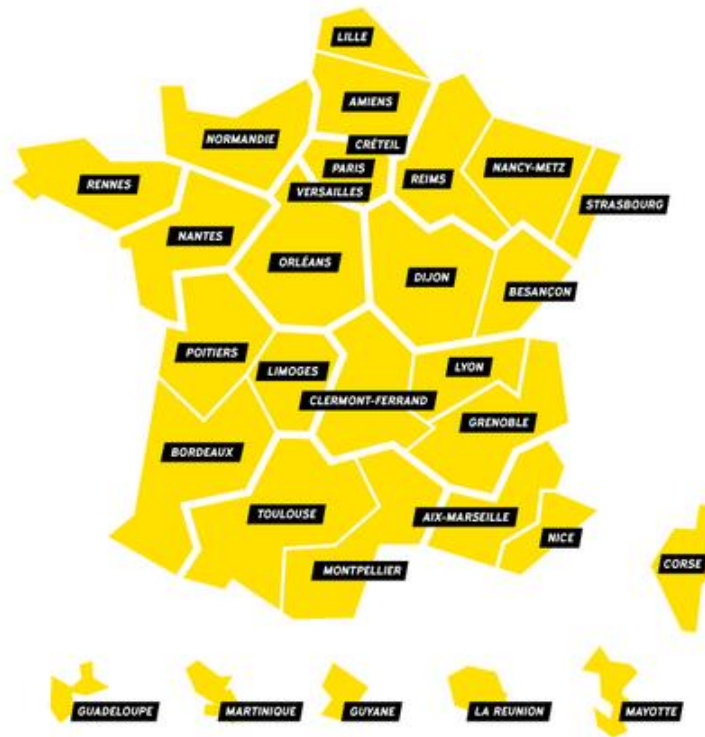 LILLE
AMIENS
NORMANDIE
CRÉTEIL
PARIS
VERSAILLES
REIMS
NANCY-METZ
STRASBOURG
RENNES
NANTES
ORLÉANS
DIJON
BESANÇON
POITIERS
LIMOGES
LYON
CLERMONT-FERRAND
GRENOBLE
BORDEAUX
TOULOUSE
AIX-MARSEILLE
NICE
MONTPELLIER
CORSE
GUADELOUPE
MARTINIQUE
GUYANE
LA REUNION
MAYOTTE